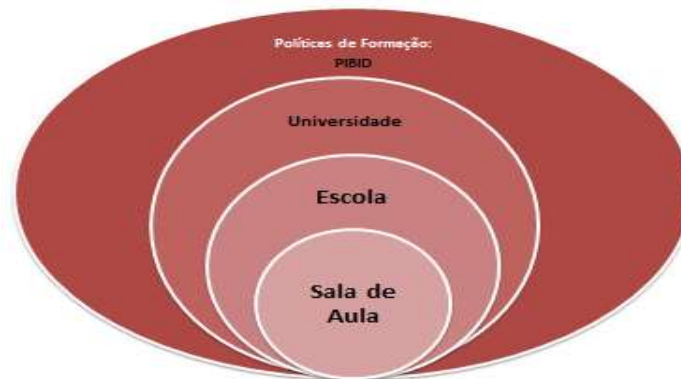 Políticas de Formação:
PIBID
Universidade
Escola
Sala de
Aula